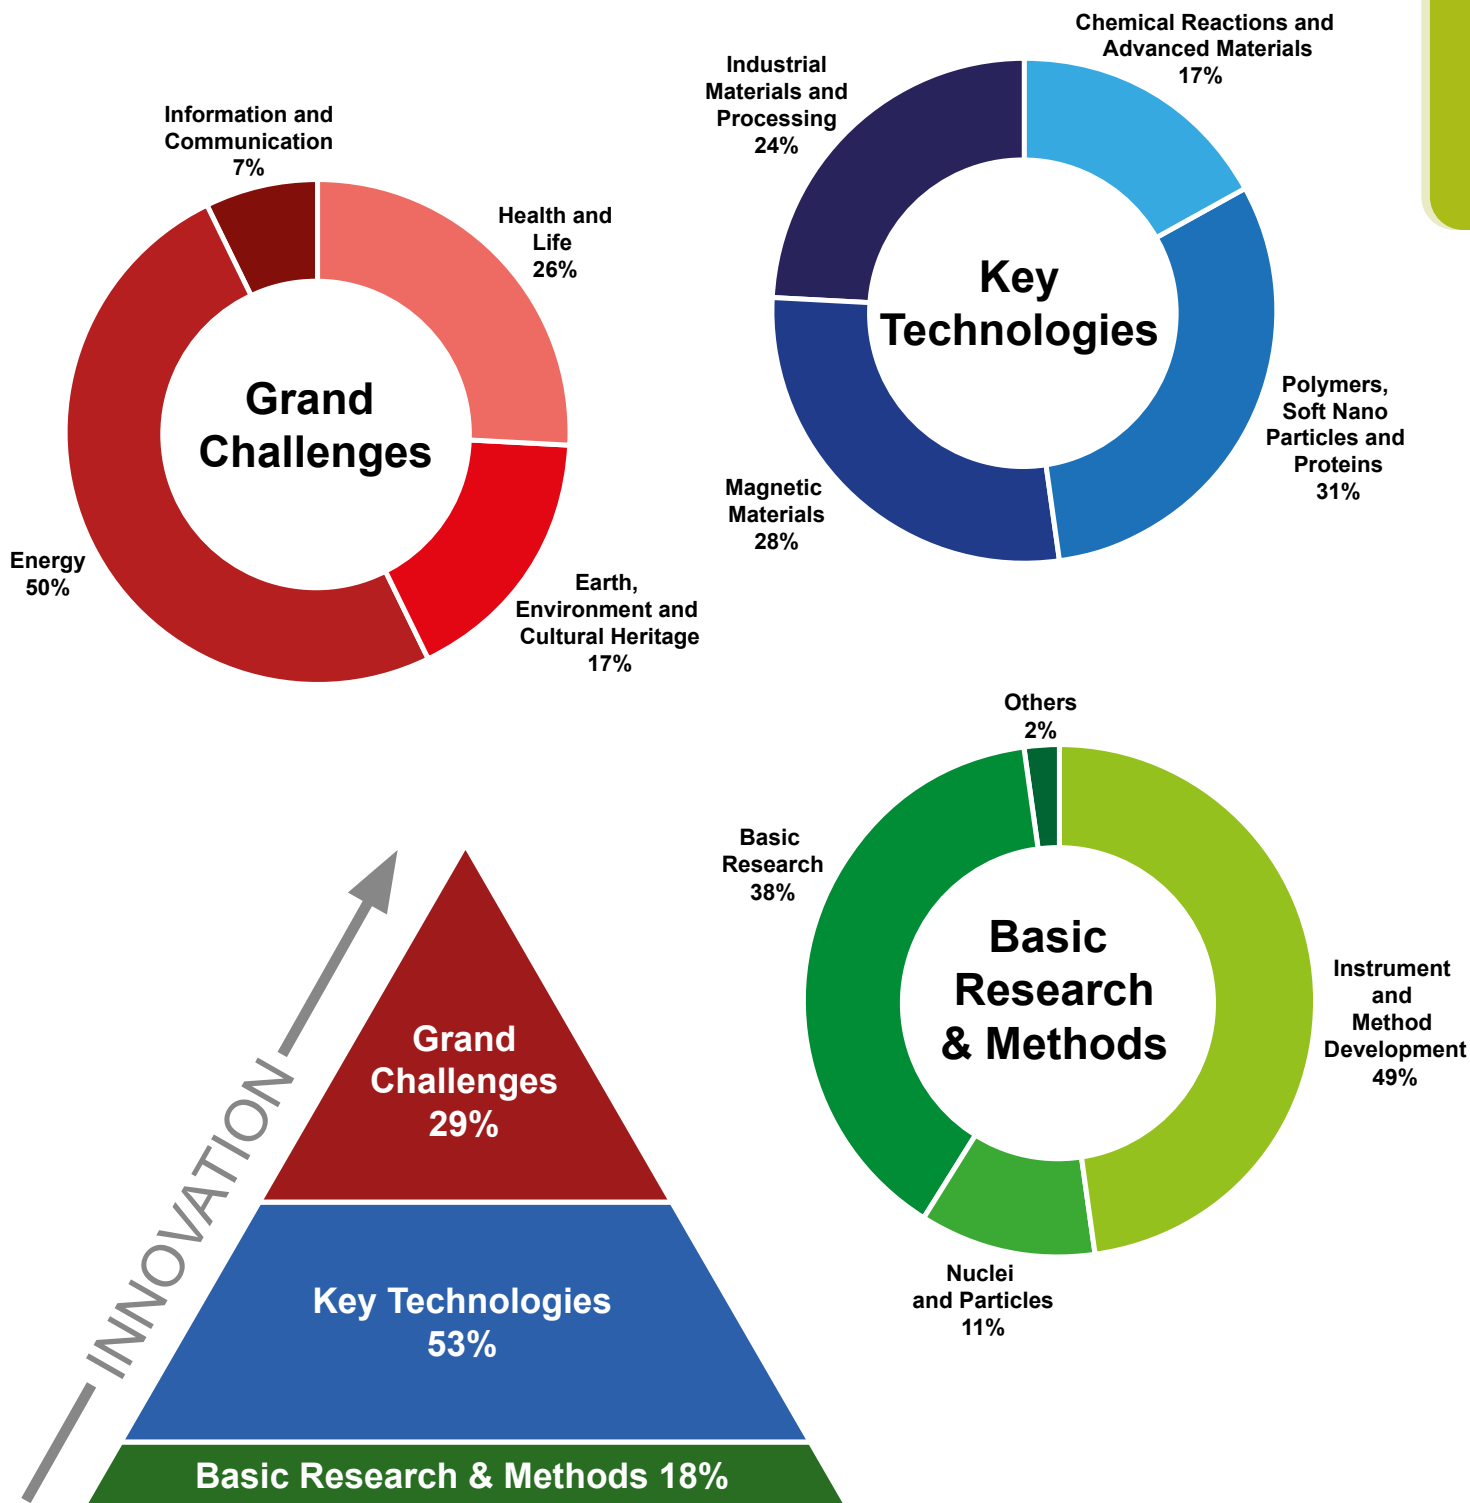 Information and
Communication
7%
Health and
Life
26%
Grand
Challenges
Energy
50%
Earth,
Environment and
Cultural Heritage
17%
Chemical Reactions and
Advanced Materials
17%
Industrial
Materials and
Processing
24%
Key
Technologies
Polymers,
Soft Nano
Particles and
Proteins
31%
Magnetic
Materials
28%
Others
2%
Basic
Research
38%
Basic
Research
& Methods
Instrument
and
Method
Development
49%
Nuclei
and Particles
11%
INNOVATION
Grand
Challenges
29%
Key Technologies
53%
Basic Research & Methods 18%